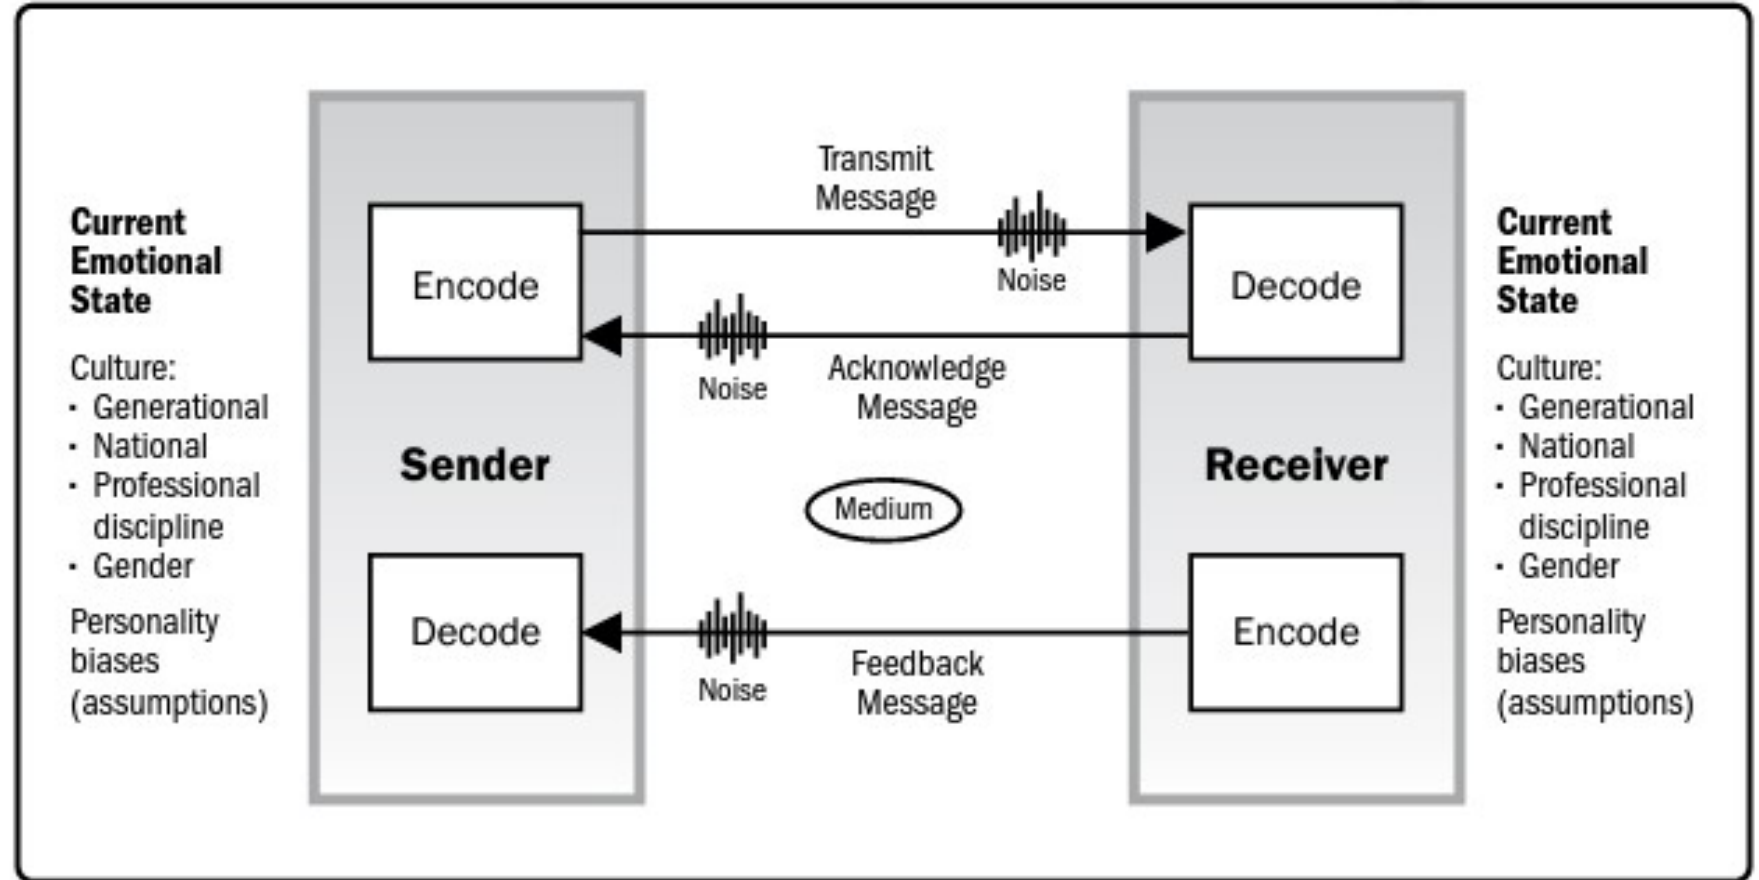 Current
Emotional
State
Culture:
· Generational
· National
· Professional
discipline
· Gender
Personality
biases
(assumptions)
Encode
Sender
Decode
Transmit
Message
Noise
Noise
Acknowledge
Message
Medium
Noise
Feedback
Message
Decode
Receiver
Encode
Current
Emotional
State
Culture:
· Generational
· National
· Professional
discipline
· Gender
Personality
biases
(assumptions)